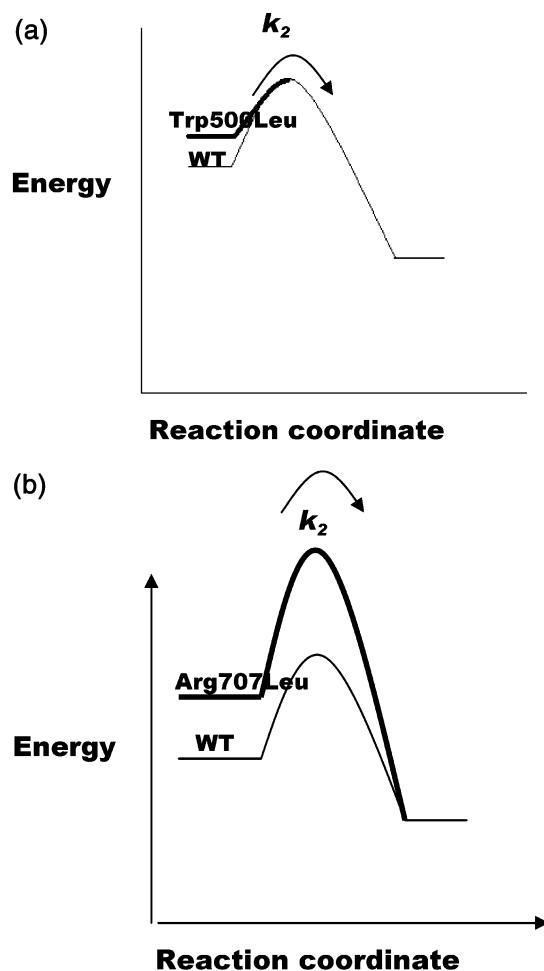 (a)
k2
Trp500Leu
WT
Energy
Reaction coordinate
(b)
k2
Arg707Leu
WT
Energy
Reaction coordinate